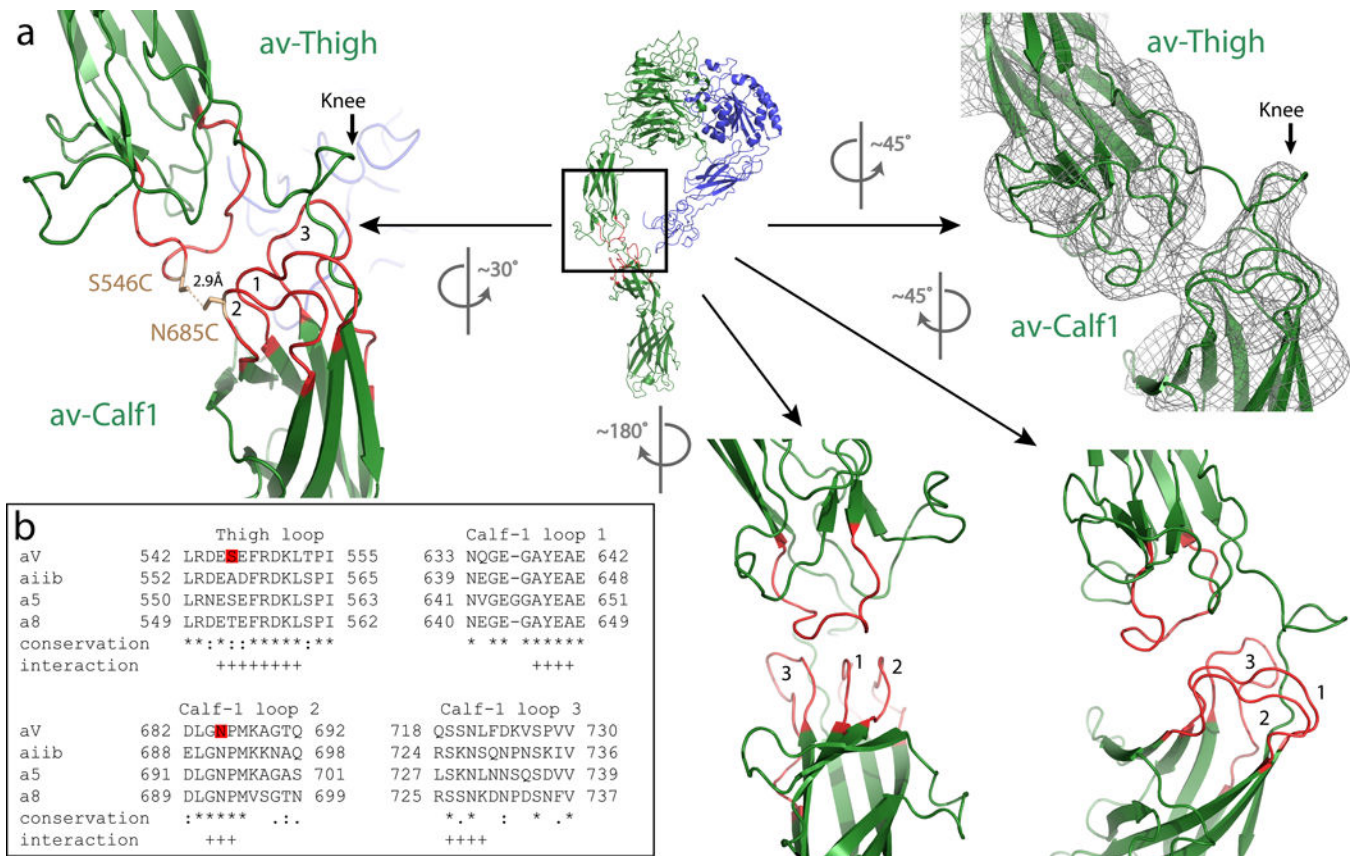 a
av-Thigh
Knee
3
2.9Å
1
S546C
2
N685C
av-Calf1
~30°
~45°
av-Thigh
Knee
~45°
av-Calf1
~180°
3
1
2
3
1
2
b
Thigh loop Calf-1 loop 1
aV 542 LRDESEFRDKLTPI 555 633 NQGE-GAYEAE 642
aiib 552 LRDEADFRDKLSPI 565 639 NEGE-GAYEAE 648
a5 550 LRNESEFRDKLSPI 563 641 NVGEGGAYEAE 651
a8 549 LRDETEFRDKLSPI 562 640 NEGE-GAYEAE 649
conservation **:*::*****:** * ** ******
interaction ++++++++ ++++
Calf-1 loop 2 Calf-1 loop 3
aV 682 DLGNPMKAGTQ 692 718 QSSNLFDKVSPVV 730
aiib 688 ELGNPMKKNAQ 698 724 RSKNSQNPNSKIV 736
a5 691 DLGNPMKAGAS 701 727 LSKNLNNSQSDVV 739
a8 689 DLGNPMVSGTN 699 725 RSSNKDNPDSNFV 737
conservation :***** .:. *.* : * .*
interaction +++ ++++